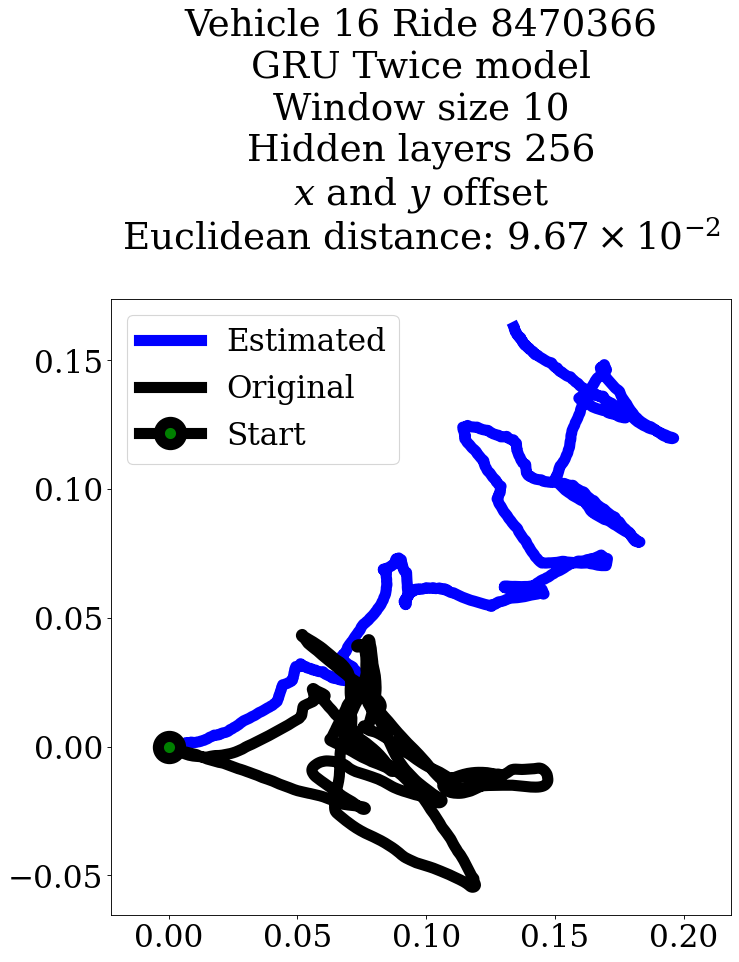 Vehicle 16 Ride 8470366
GRU Twice model
Window size 10
Hidden layers 256
x and y offset
Euclidean distance: 9.67 × 10⁻²
Estimated
Original
Start
0.15
0.10
0.05
0.00
−0.05
0.00 0.05 0.10 0.15 0.20